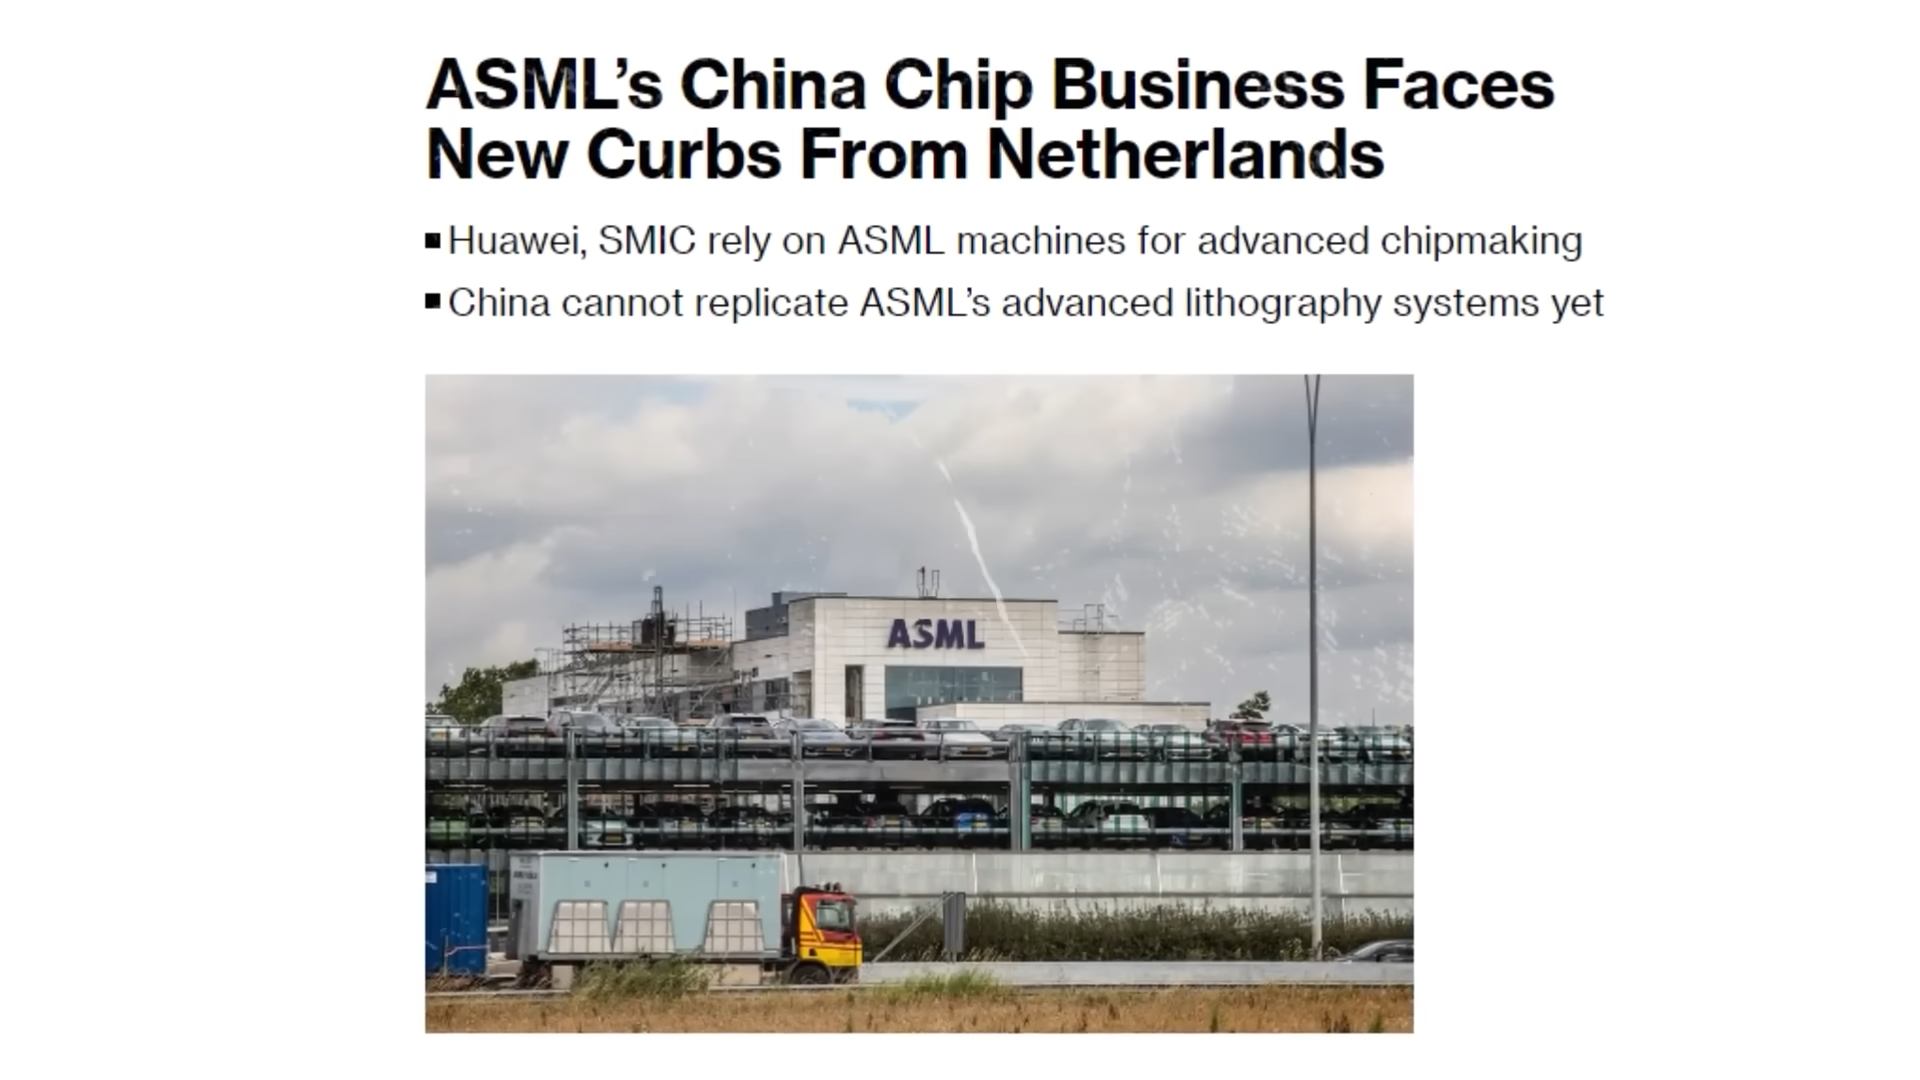 ASML’s China Chip Business Faces
New Curbs From Netherlands
Huawei, SMIC rely on ASML machines for advanced chipmaking
China cannot replicate ASML’s advanced lithography systems yet
ASML